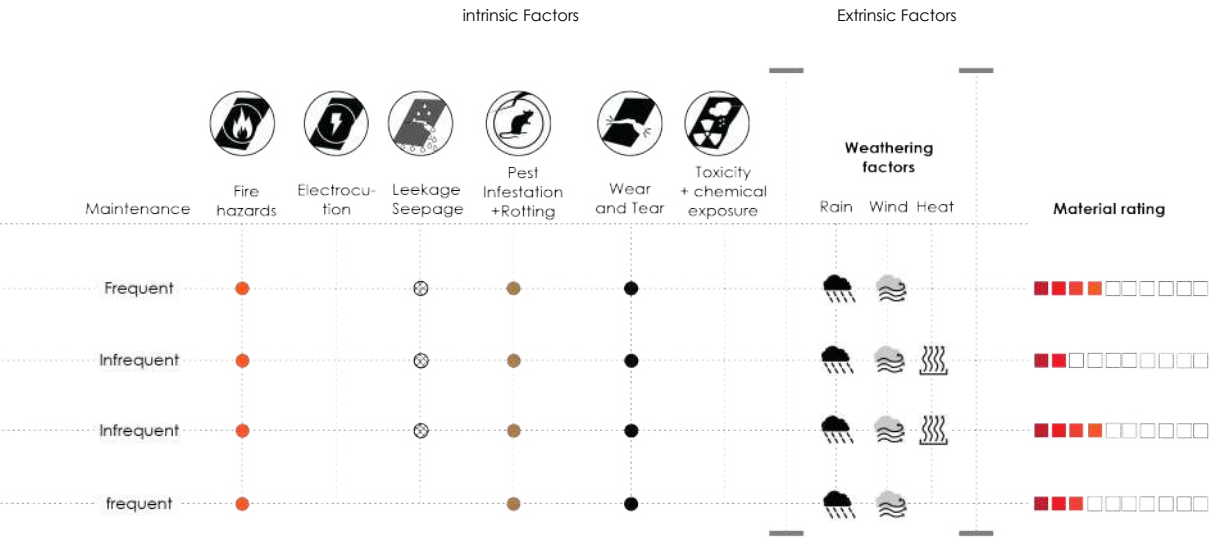 intrinsic Factors
Extrinsic Factors
Weathering
factors
Maintenance
Fire
hazards
Electrocu-
tion
Leekage
Seepage
Pest
Infestation
+Rotting
Wear
and Tear
Toxicity
+ chemical
exposure
Rain
Wind
Heat
Material rating
Frequent
Infrequent
Infrequent
frequent